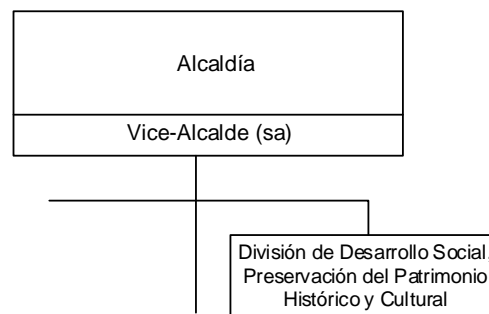 Alcaldía
Vice-Alcalde (sa)
División de Desarrollo Social,
Preservación del Patrimonio
Histórico y Cultural